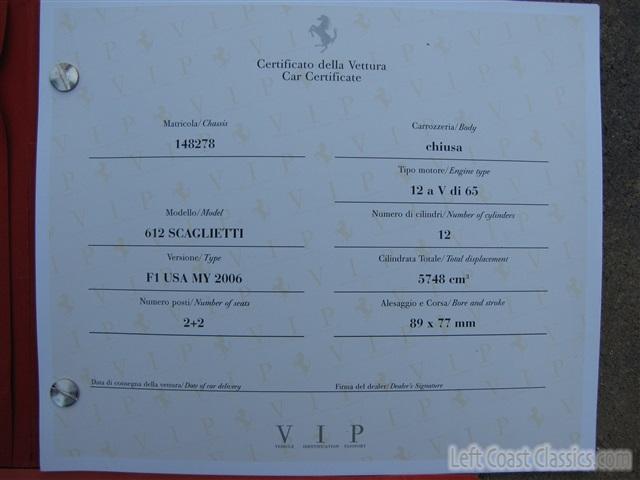 Certificato della Vettura
Car Certificate
Matricola/Chassis
148278
Carrozzeria/Body
chiusa
Tipo motore/Engine type
12 a V di 65
Modello/Model
612 SCAGLIETTI
Numero di cilindri/Number of cylinders
12
Versione/Type
F1 USA MY 2006
Cilindrata Totale/Total displacement
5748 cm³
Numero posti/Number of seats
2+2
Alesaggio e Corsa/Bore and stroke
89 x 77 mm
Data di consegna della vettura/Date of car delivery
Firma del dealer/Dealer's Signature
V I P
VEHICLE IDENTIFICATION PASSPORT
Left Coast Classics.com